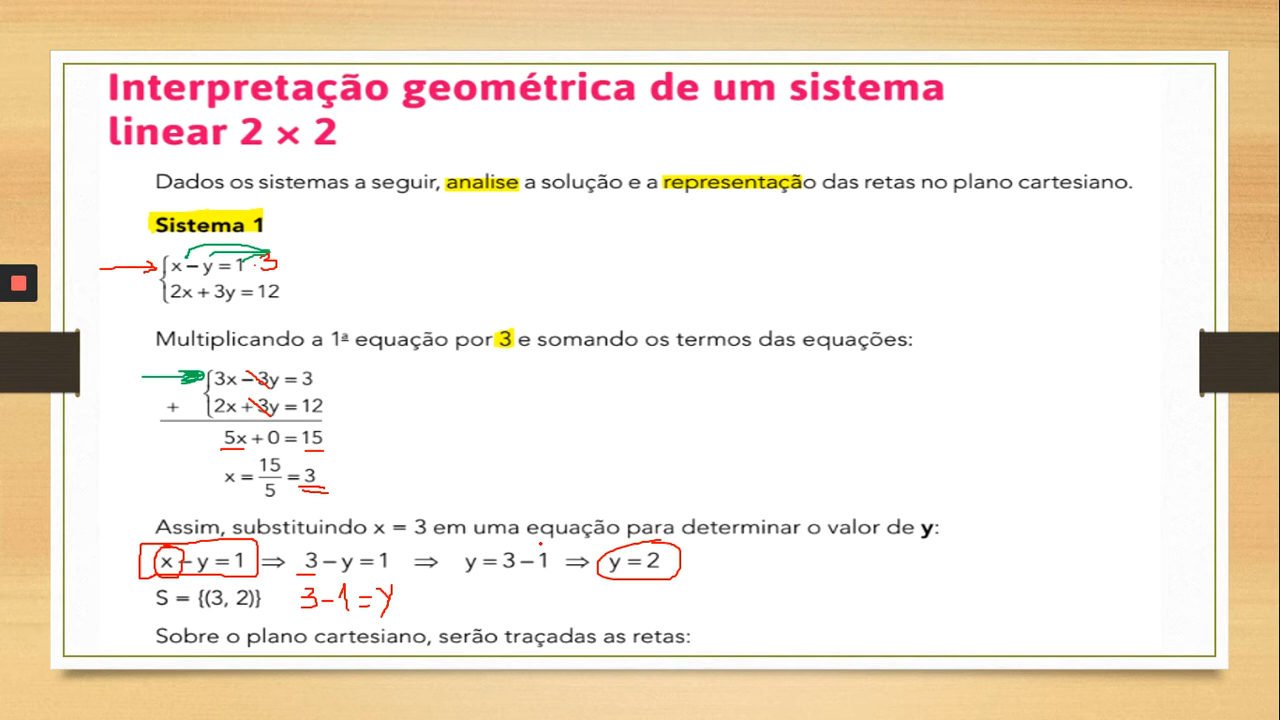 Interpretação geométrica de um sistema
linear 2 × 2
Dados os sistemas a seguir, analise a solução e a representação das retas no plano cartesiano.
Sistema 1
x − y = 1 · 3
2x + 3y = 12
Multiplicando a 1ª equação por 3 e somando os termos das equações:
3x − 3y = 3
+ 2x + 3y = 12
5x + 0 = 15
x = 15/5 = 3
Assim, substituindo x = 3 em uma equação para determinar o valor de y:
x − y = 1 ⇒ 3 − y = 1 ⇒ y = 3 − 1 ⇒ y = 2
S = {(3, 2)} 3 − 1 = y
Sobre o plano cartesiano, serão traçadas as retas: